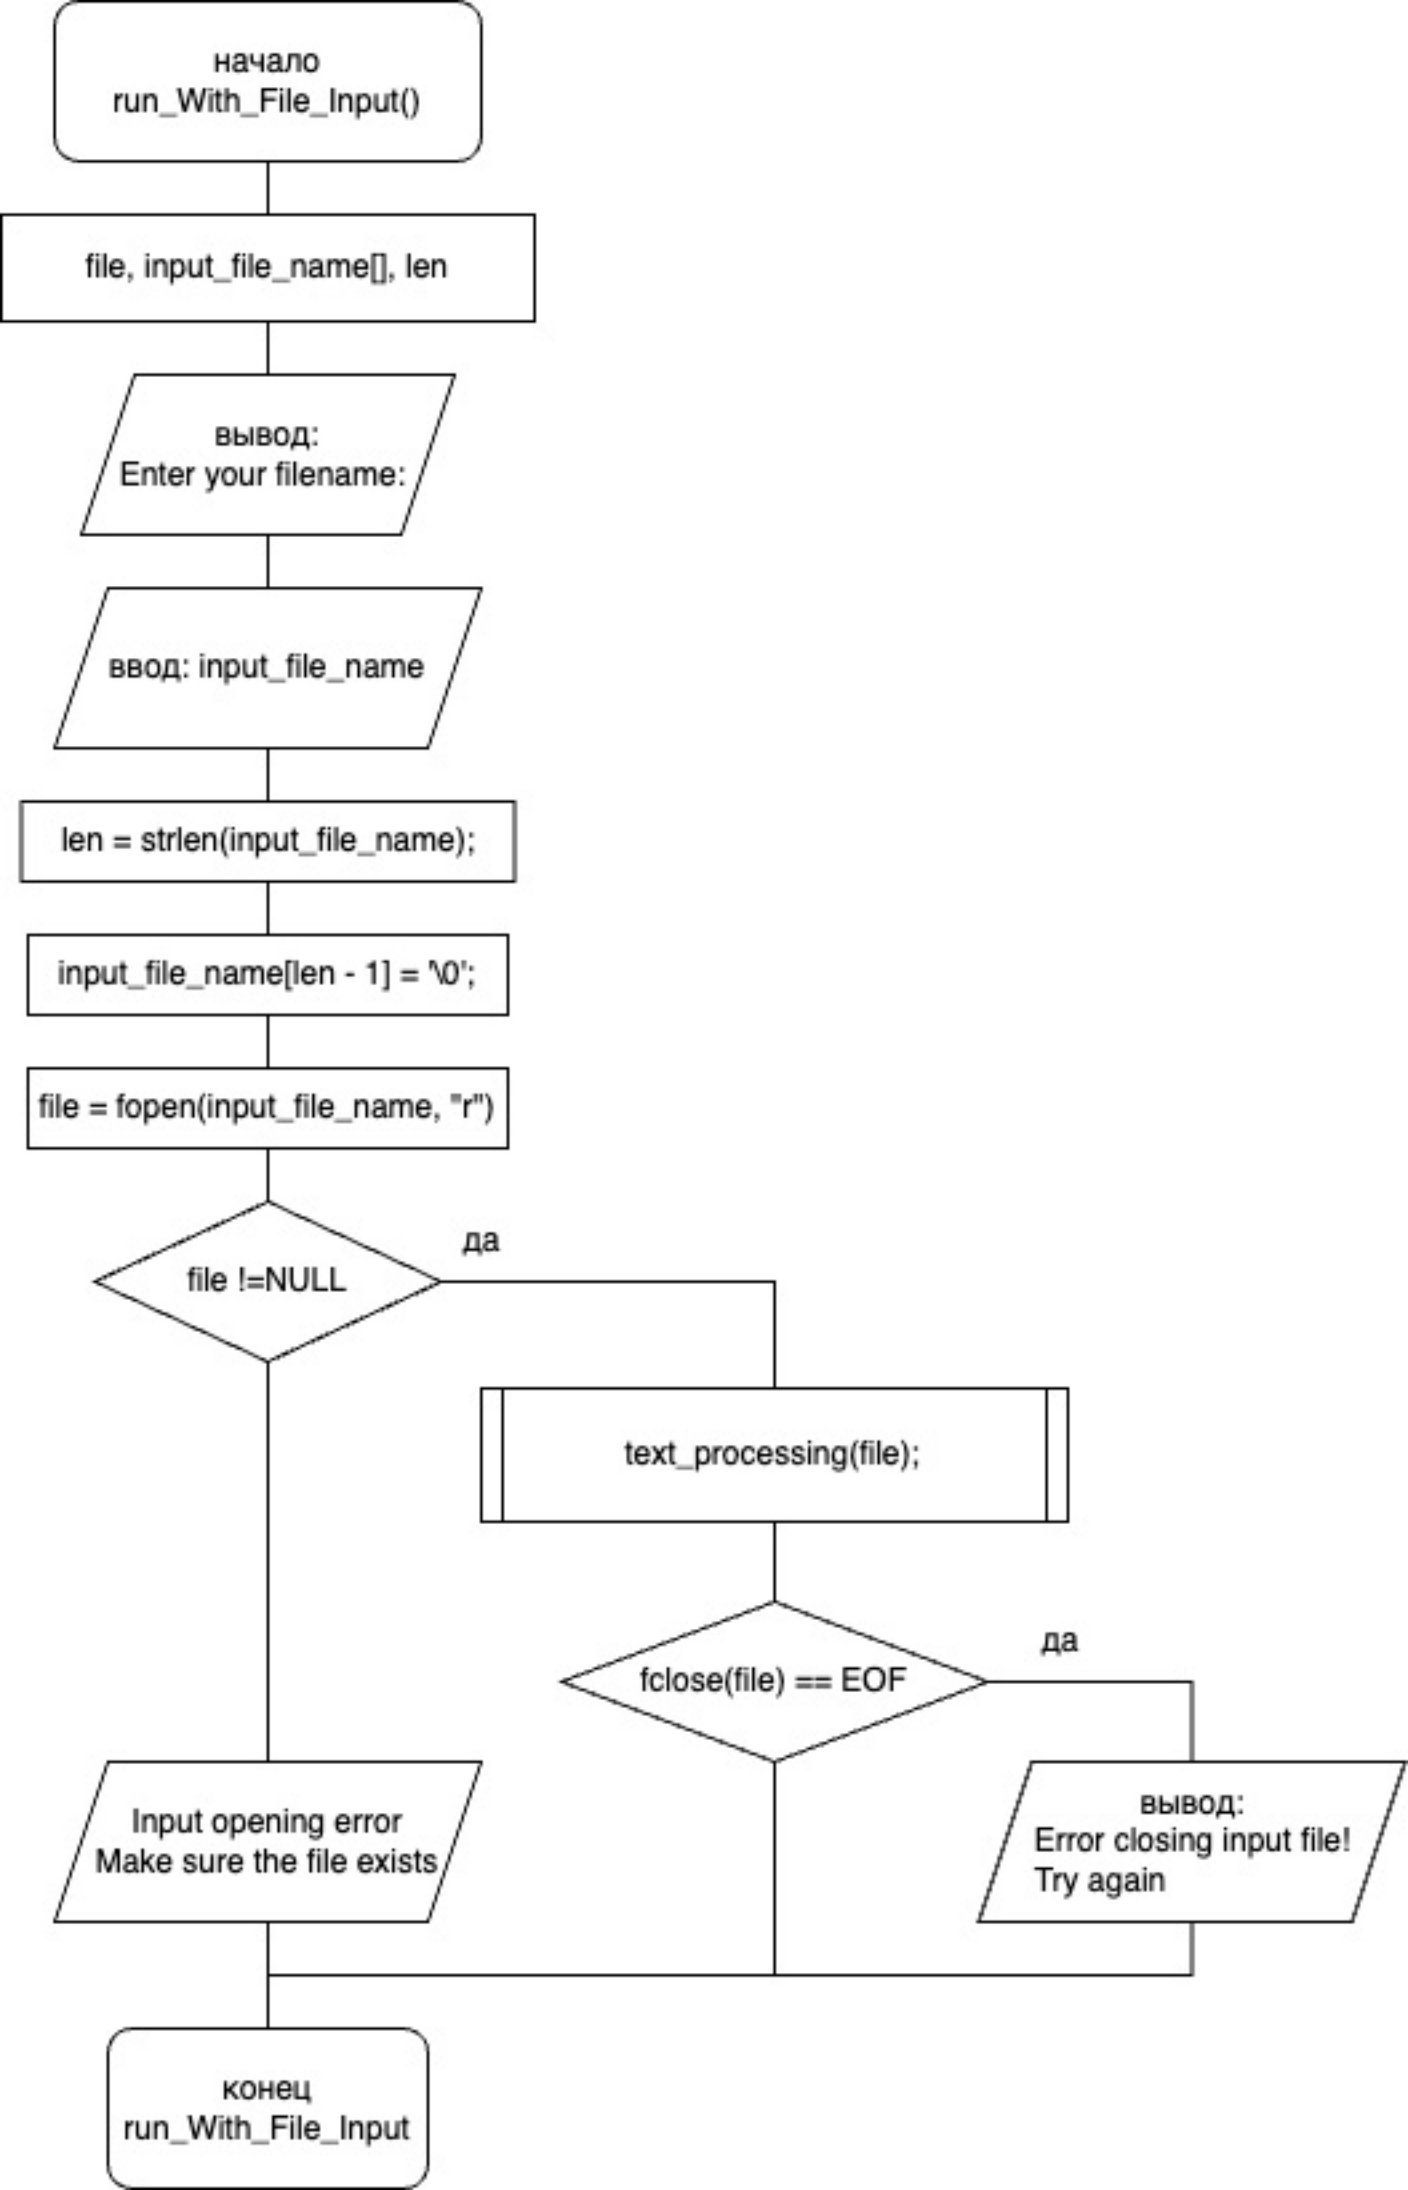 начало
run_With_File_Input()
file, input_file_name[], len
вывод:
Enter your filename:
ввод: input_file_name
len = strlen(input_file_name);
input_file_name[len - 1] = '\0';
file = fopen(input_file_name, "r")
file !=NULL
да
text_processing(file);
fclose(file) == EOF
да
вывод:
Error closing input file!
Try again
Input opening error
Make sure the file exists
конец
run_With_File_Input